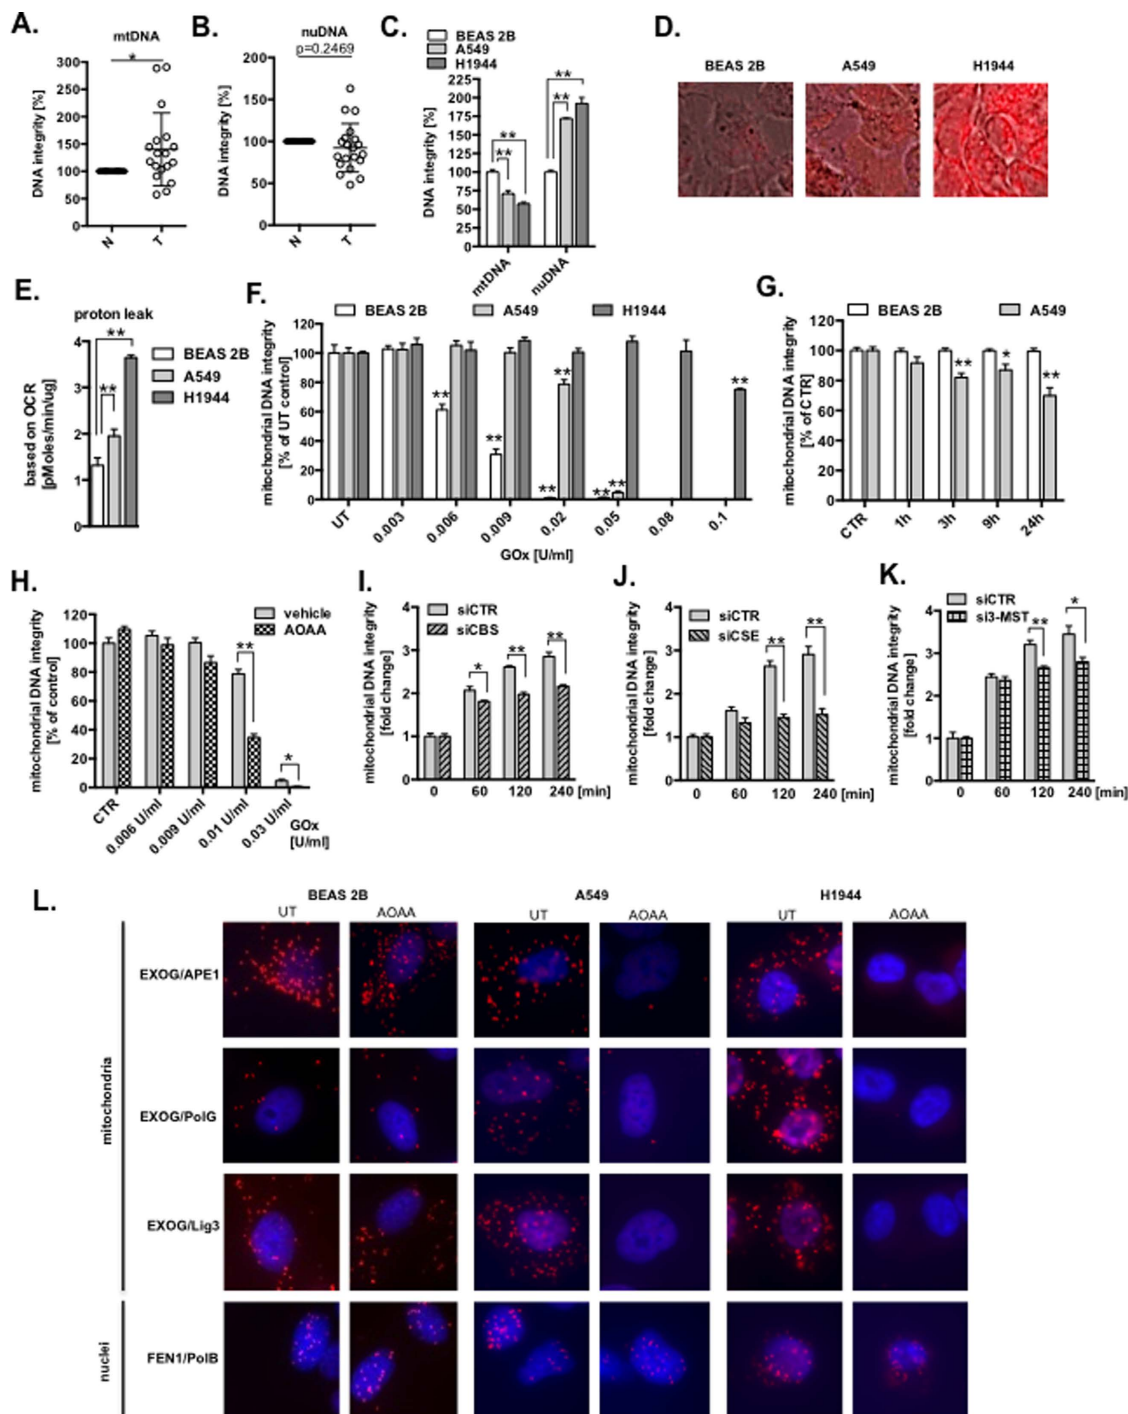 A.
mtDNA
*
DNA integrity [%]
300
250
200
150
100
50
0
N
T
B.
nuDNA
p=0.2469
DNA integrity [%]
200
150
100
50
0
N
T
C.
BEAS 2B
A549
H1944
DNA integrity [%]
225
200
175
150
125
100
75
50
25
0
**
**
**
**
mtDNA
nuDNA
D.
BEAS 2B
A549
H1944
E.
proton leak
**
**
based on OCR
[pMoles/min/ug]
4
3
2
1
0
BEAS 2B
A549
H1944
F.
BEAS 2B
A549
H1944
mitochondrial DNA integrity
[% of UT control]
120
100
80
60
40
20
0
**
**
**
**
**
**
**
UT
0.003
0.006
0.009
0.02
0.05
0.08
0.1
GOx [U/ml]
G.
BEAS 2B
A549
mitochondrial DNA integrity
[% of CTR]
120
100
80
60
40
20
0
**
*
**
CTR
1h
3h
9h
24h
H.
vehicle
AOAA
mitochondrial DNA integrity
[% of control]
120
100
80
60
40
20
0
**
*
CTR
0.006 U/ml
0.009 U/ml
0.01 U/ml
0.03 U/ml
GOx
[U/ml]
I.
siCTR
siCBS
mitochondrial DNA integrity
[fold change]
4
3
2
1
0
*
**
**
0 60 120 240 [min]
J.
siCTR
siCSE
mitochondrial DNA integrity
[fold change]
4
3
2
1
0
**
**
0 60 120 240 [min]
K.
siCTR
si3-MST
mitochondrial DNA integrity
[fold change]
4
3
2
1
0
**
*
0 60 120 240 [min]
L.
BEAS 2B A549 H1944
UT AOAA UT AOAA UT AOAA
mitochondria
EXOG/APE1
EXOG/PolG
EXOG/Lig3
nuclei
FEN1/PolB